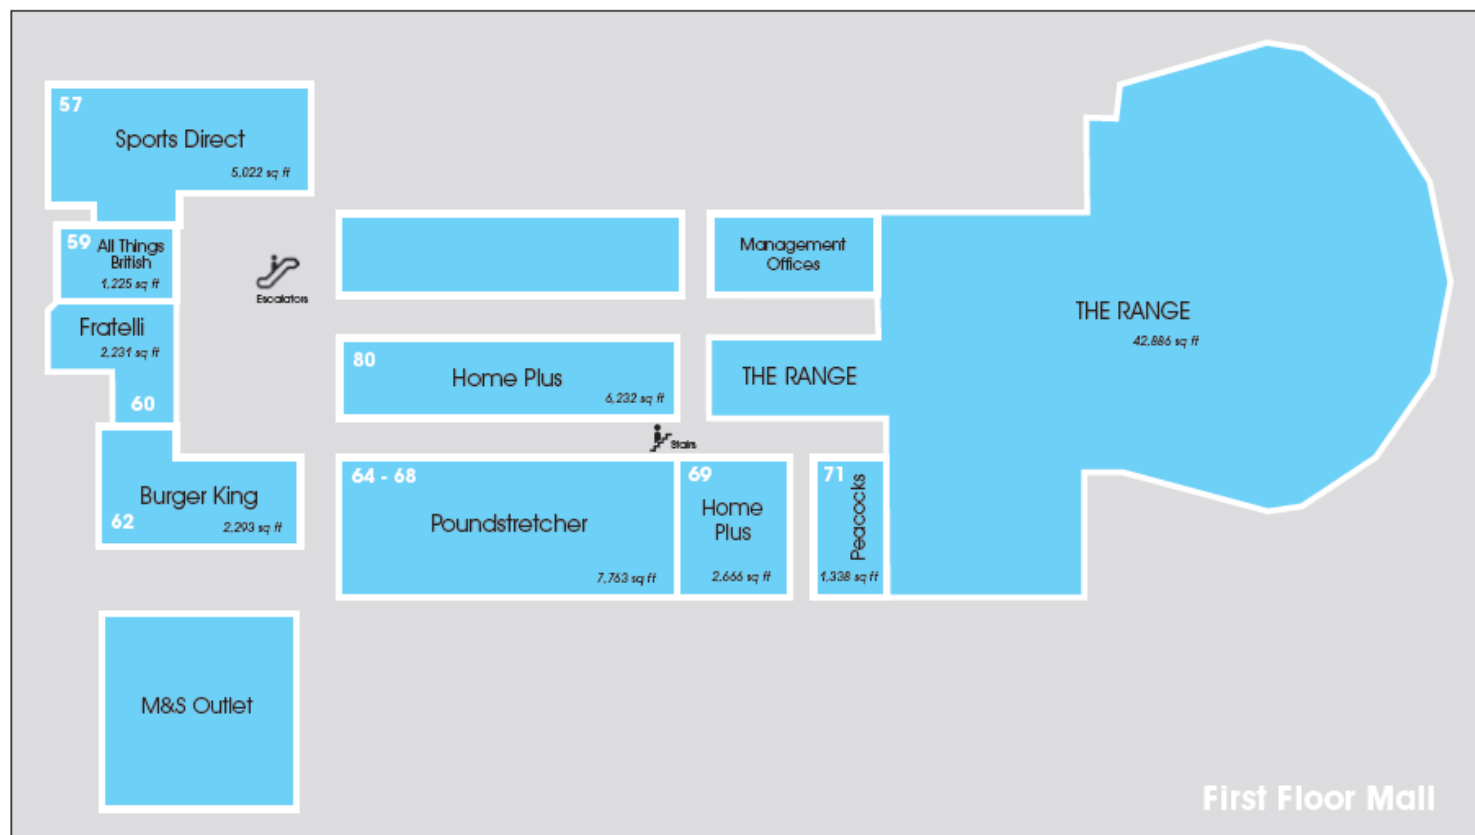 57
Sports Direct
5,022 sq ft
59
All Things
British
1,225 sq ft
Escalators
Management
Offices
Fratelli
2,231 sq ft
60
THE RANGE
42,886 sq ft
80
Home Plus
6,232 sq ft
THE RANGE
Stairs
Burger King
62
2,293 sq ft
64 - 68
Poundstretcher
7,763 sq ft
69
Home
Plus
2,666 sq ft
71
Peacocks
1,338 sq ft
M&S Outlet
First Floor Mall